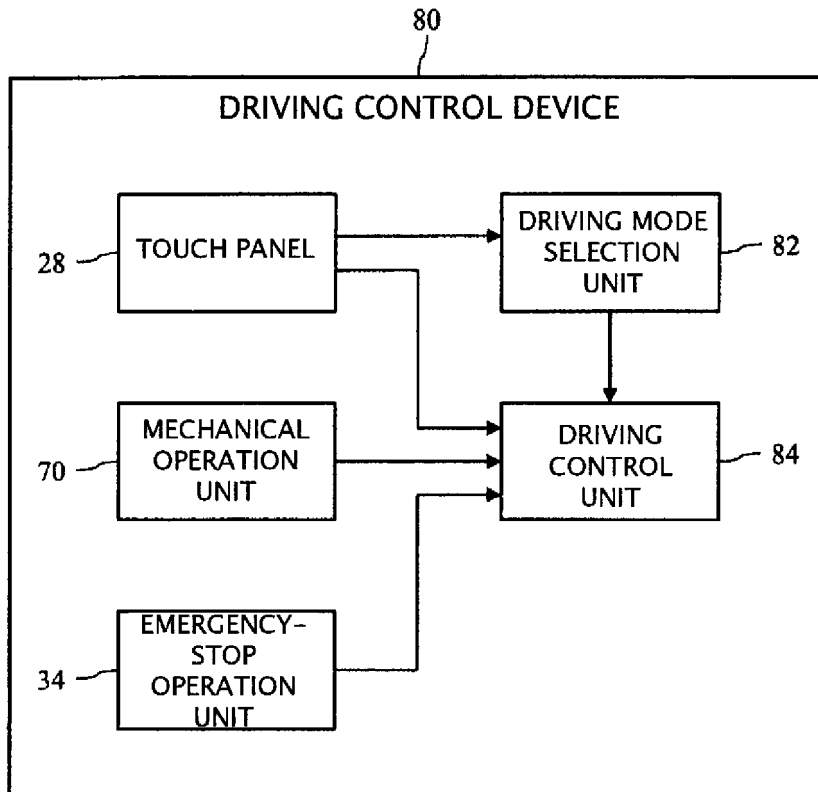 80
DRIVING CONTROL DEVICE
TOUCH PANEL
28
DRIVING MODE
SELECTION
UNIT
82
MECHANICAL
OPERATION
UNIT
70
DRIVING
CONTROL
UNIT
84
EMERGENCY-
STOP
OPERATION
UNIT
34